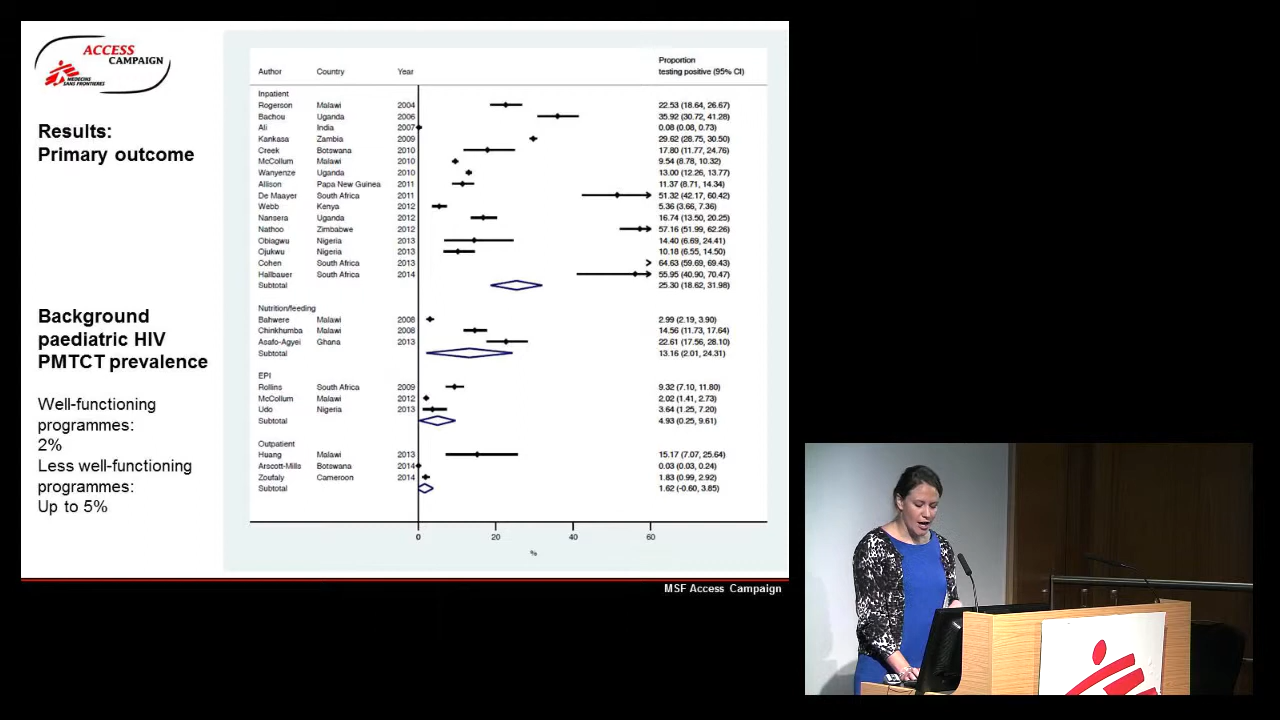 ACCESS
CAMPAIGN
MEDECINS
SANS FRONTIERES
Results:
Primary outcome
Background
paediatric HIV
PMTCT prevalence
Well-functioning
programmes:
2%
Less well-functioning
programmes:
Up to 5%
Proportion
Author Country Year testing positive (95% CI)
Inpatient
Rogerson Malawi 2004 22.53 (18.64, 26.67)
Bachou Uganda 2006 35.92 (30.72, 41.28)
Ali India 2007 0.08 (0.08, 0.73)
Kankasa Zambia 2009 29.62 (28.75, 30.50)
Creek Botswana 2010 17.80 (11.77, 24.76)
McCollum Malawi 2010 9.54 (8.78, 10.32)
Wanyenze Uganda 2010 13.00 (12.26, 13.77)
Allison Papa New Guinea 2011 11.37 (8.71, 14.34)
De Maayer South Africa 2011 51.32 (42.17, 60.42)
Webb Kenya 2012 5.36 (3.66, 7.36)
Nansera Uganda 2012 16.74 (13.50, 20.25)
Nathoo Zimbabwe 2012 57.16 (51.99, 62.26)
Obiagwu Nigeria 2013 14.40 (6.69, 24.41)
Ojukwu Nigeria 2013 10.18 (6.55, 14.50)
Cohen South Africa 2013 64.63 (59.69, 69.43)
Hallbauer South Africa 2014 55.95 (40.90, 70.47)
Subtotal 25.30 (18.62, 31.98)
Nutrition/feeding
Bahwere Malawi 2008 2.99 (2.19, 3.90)
Chinkhumba Malawi 2008 14.56 (11.73, 17.64)
Asafo-Agyei Ghana 2013 22.61 (17.56, 28.10)
Subtotal 13.16 (2.01, 24.31)
EPI
Rollins South Africa 2009 9.32 (7.10, 11.80)
McCollum Malawi 2012 2.02 (1.41, 2.73)
Udo Nigeria 2013 3.64 (1.25, 7.20)
Subtotal 4.93 (0.25, 9.61)
Outpatient
Huang Malawi 2013 15.17 (7.07, 25.64)
Arscott-Mills Botswana 2014 0.03 (0.03, 0.24)
Zoufaly Cameroon 2014 1.83 (0.99, 2.92)
Subtotal 1.62 (-0.60, 3.85)
0 20 40 60
%
MSF Access Campaign